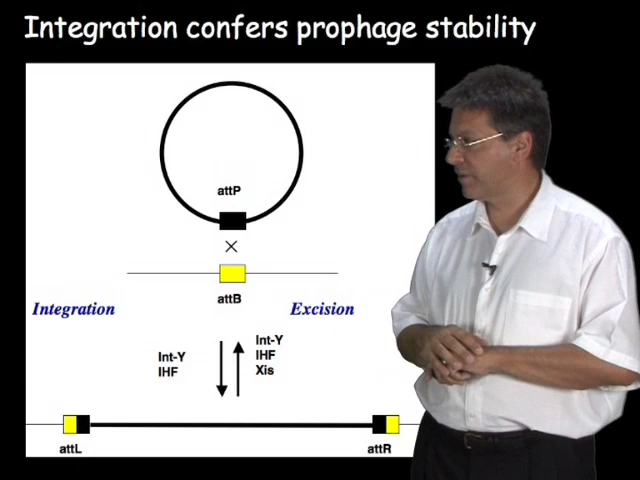 Integration confers prophage stability
attP
×
attB
Integration
Excision
Int-Y
IHF
Int-Y
IHF
Xis
attL
attR